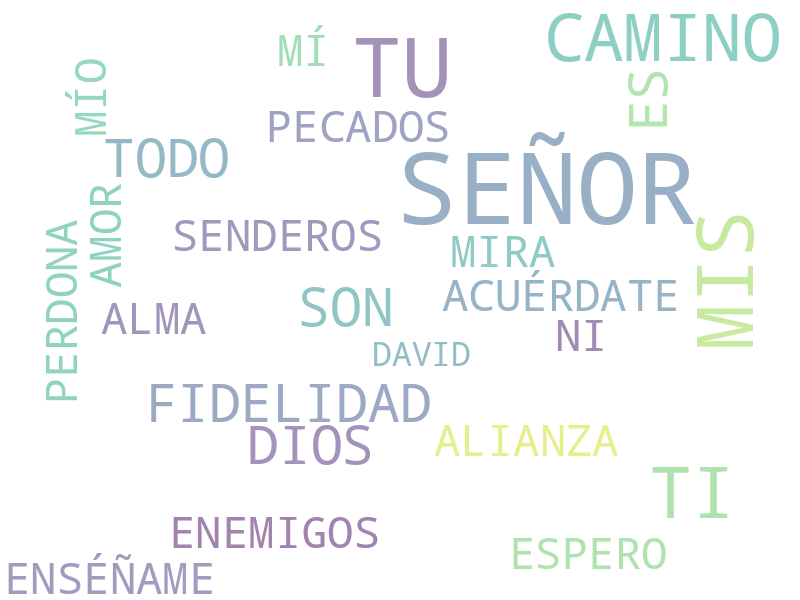 CAMINO
MÍ
TU
MÍO
ES
PECADOS
TODO
SEÑOR
AMOR
SENDEROS
MIRA
MIS
PERDONA
ACUÉRDATE
SON
ALMA
NI
DAVID
FIDELIDAD
DIOS
ALIANZA
TI
ENEMIGOS
ESPERO
ENSÉÑAME